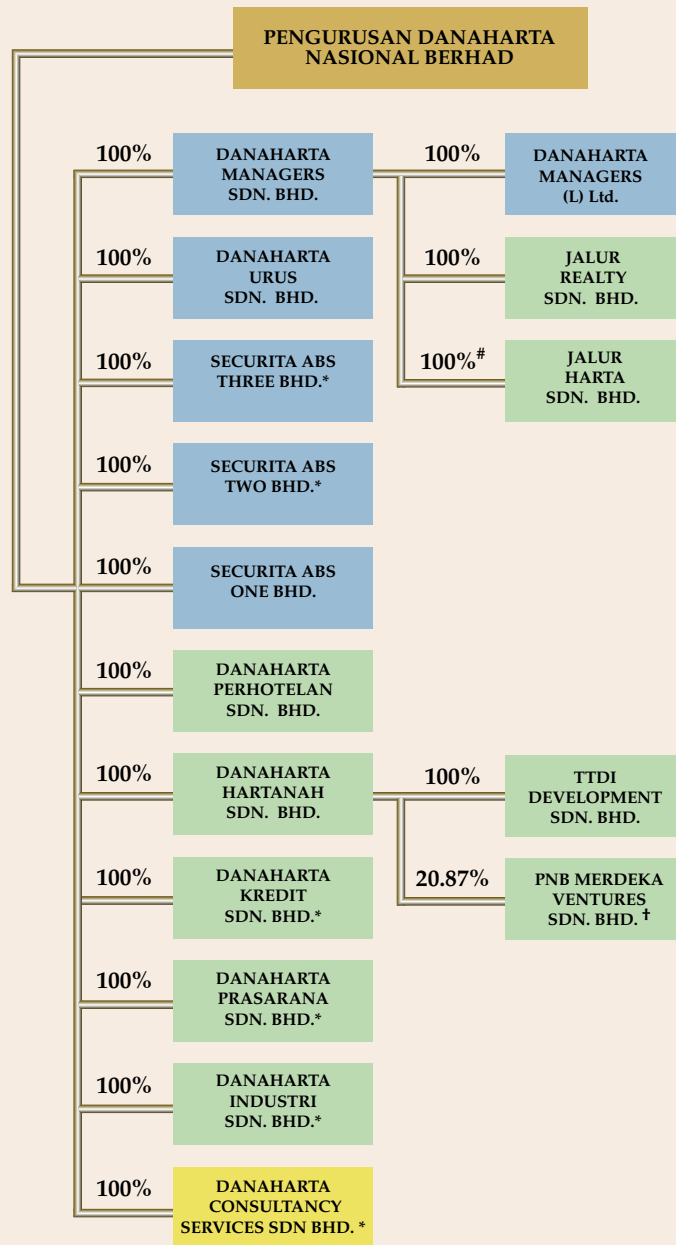 PENGURUSAN DANAHARTA
NASIONAL BERHAD
100%
DANAHARTA
MANAGERS
SDN. BHD.
100%
DANAHARTA
MANAGERS
(L) Ltd.
100%
DANAHARTA
URUS
SDN. BHD.
100%
JALUR
REALTY
SDN. BHD.
100%
SECURITA ABS
THREE BHD.*
100%#
JALUR
HARTA
SDN. BHD.
100%
SECURITA ABS
TWO BHD.*
100%
SECURITA ABS
ONE BHD.
100%
DANAHARTA
PERHOTELAN
SDN. BHD.
100%
DANAHARTA
HARTANAH
SDN. BHD.
100%
TTDI
DEVELOPMENT
SDN. BHD.
100%
DANAHARTA
KREDIT
SDN. BHD.*
20.87%
PNB MERDEKA
VENTURES
SDN. BHD. †
100%
DANAHARTA
PRASARANA
SDN. BHD.*
100%
DANAHARTA
INDUSTRI
SDN. BHD.*
100%
DANAHARTA
CONSULTANCY
SERVICES SDN BHD. *